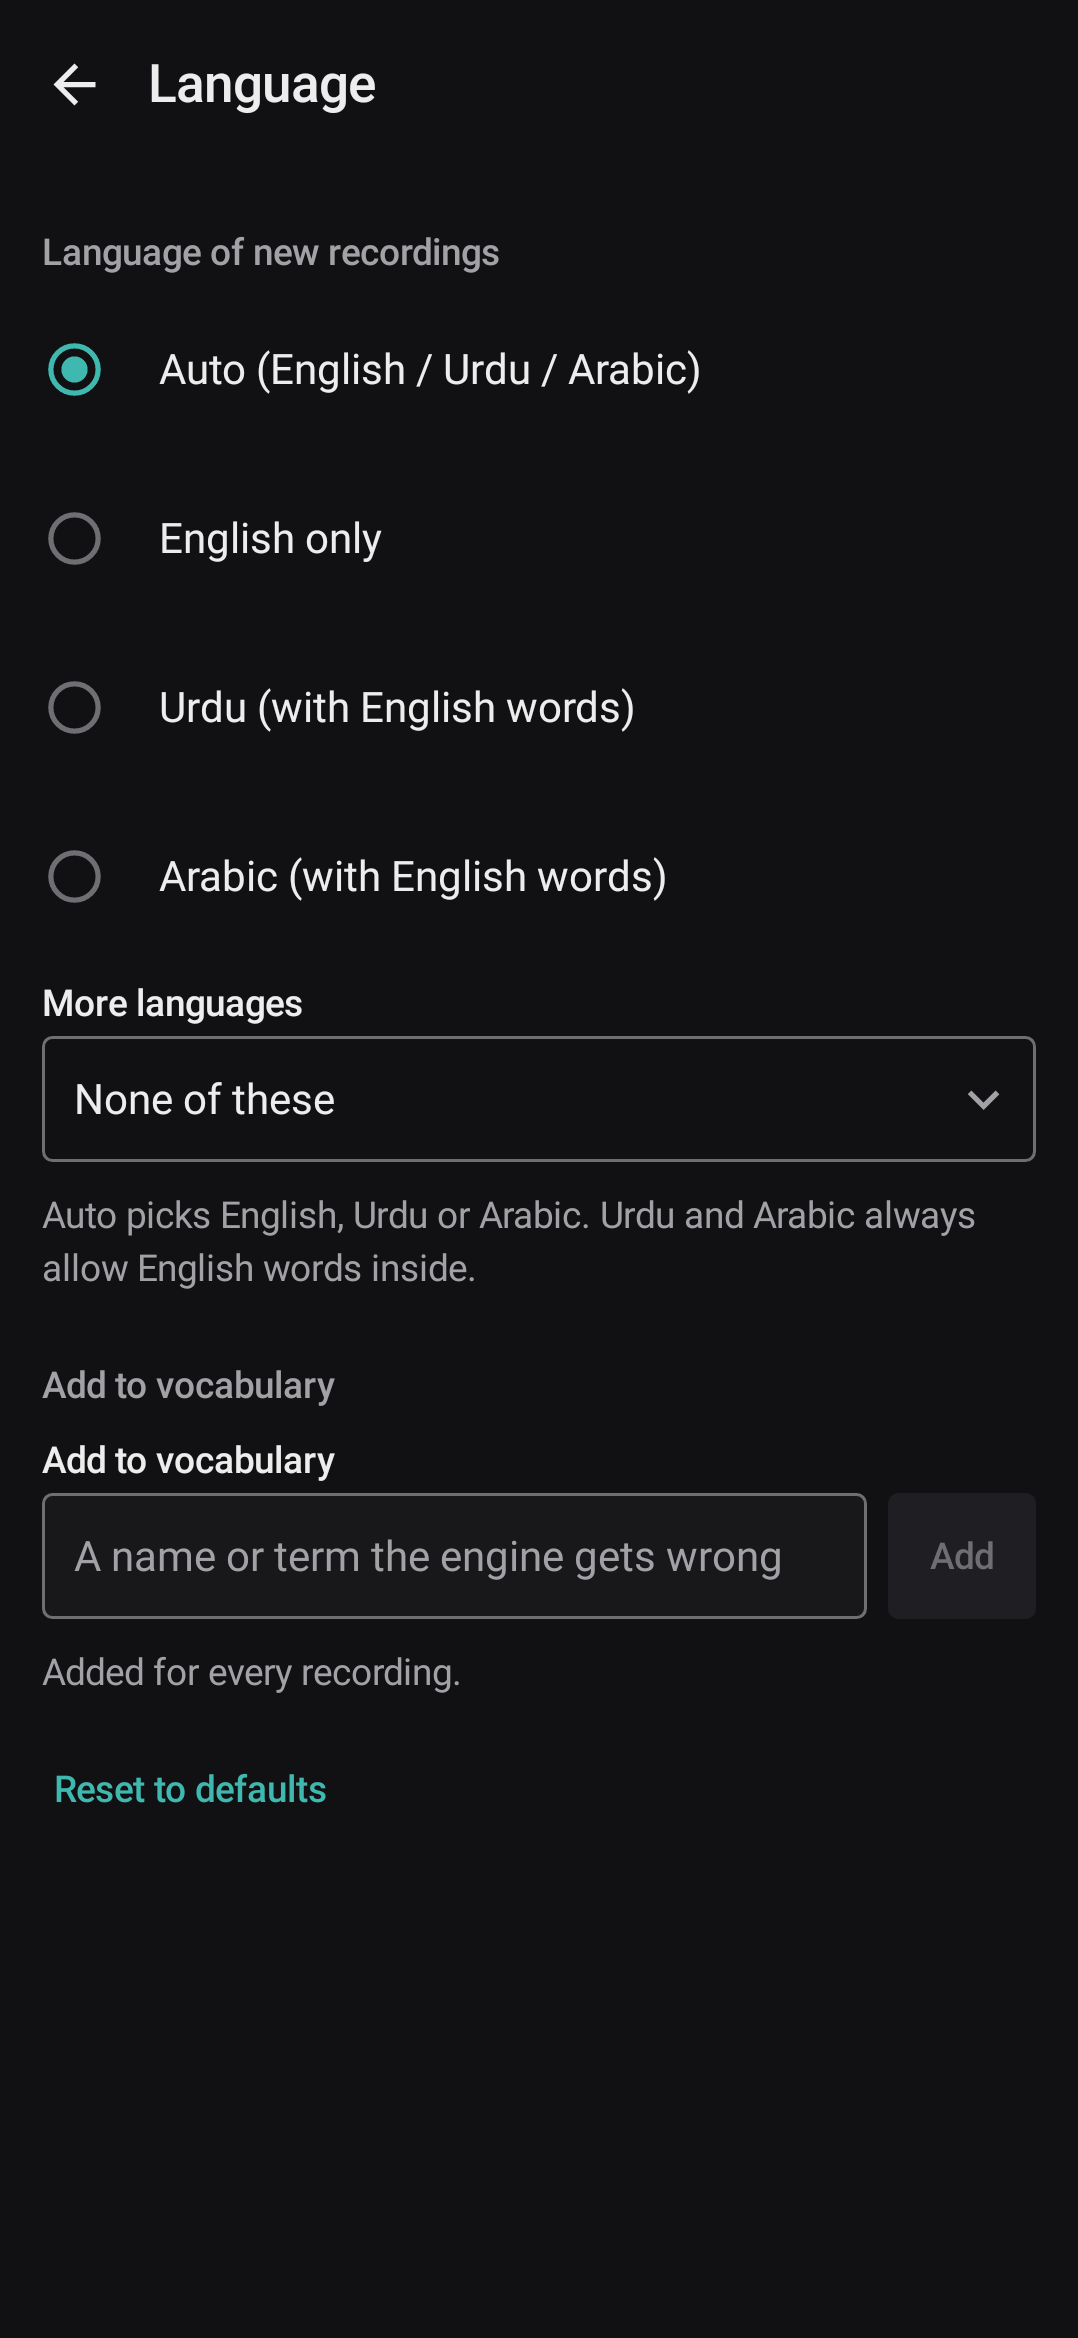 Language
Language of new recordings
Auto (English / Urdu / Arabic)
English only
Urdu (with English words)
Arabic (with English words)
More languages
None of these
Auto picks English, Urdu or Arabic. Urdu and Arabic always
allow English words inside.
Add to vocabulary
Add to vocabulary
A name or term the engine gets wrong
Add
Added for every recording.
Reset to defaults